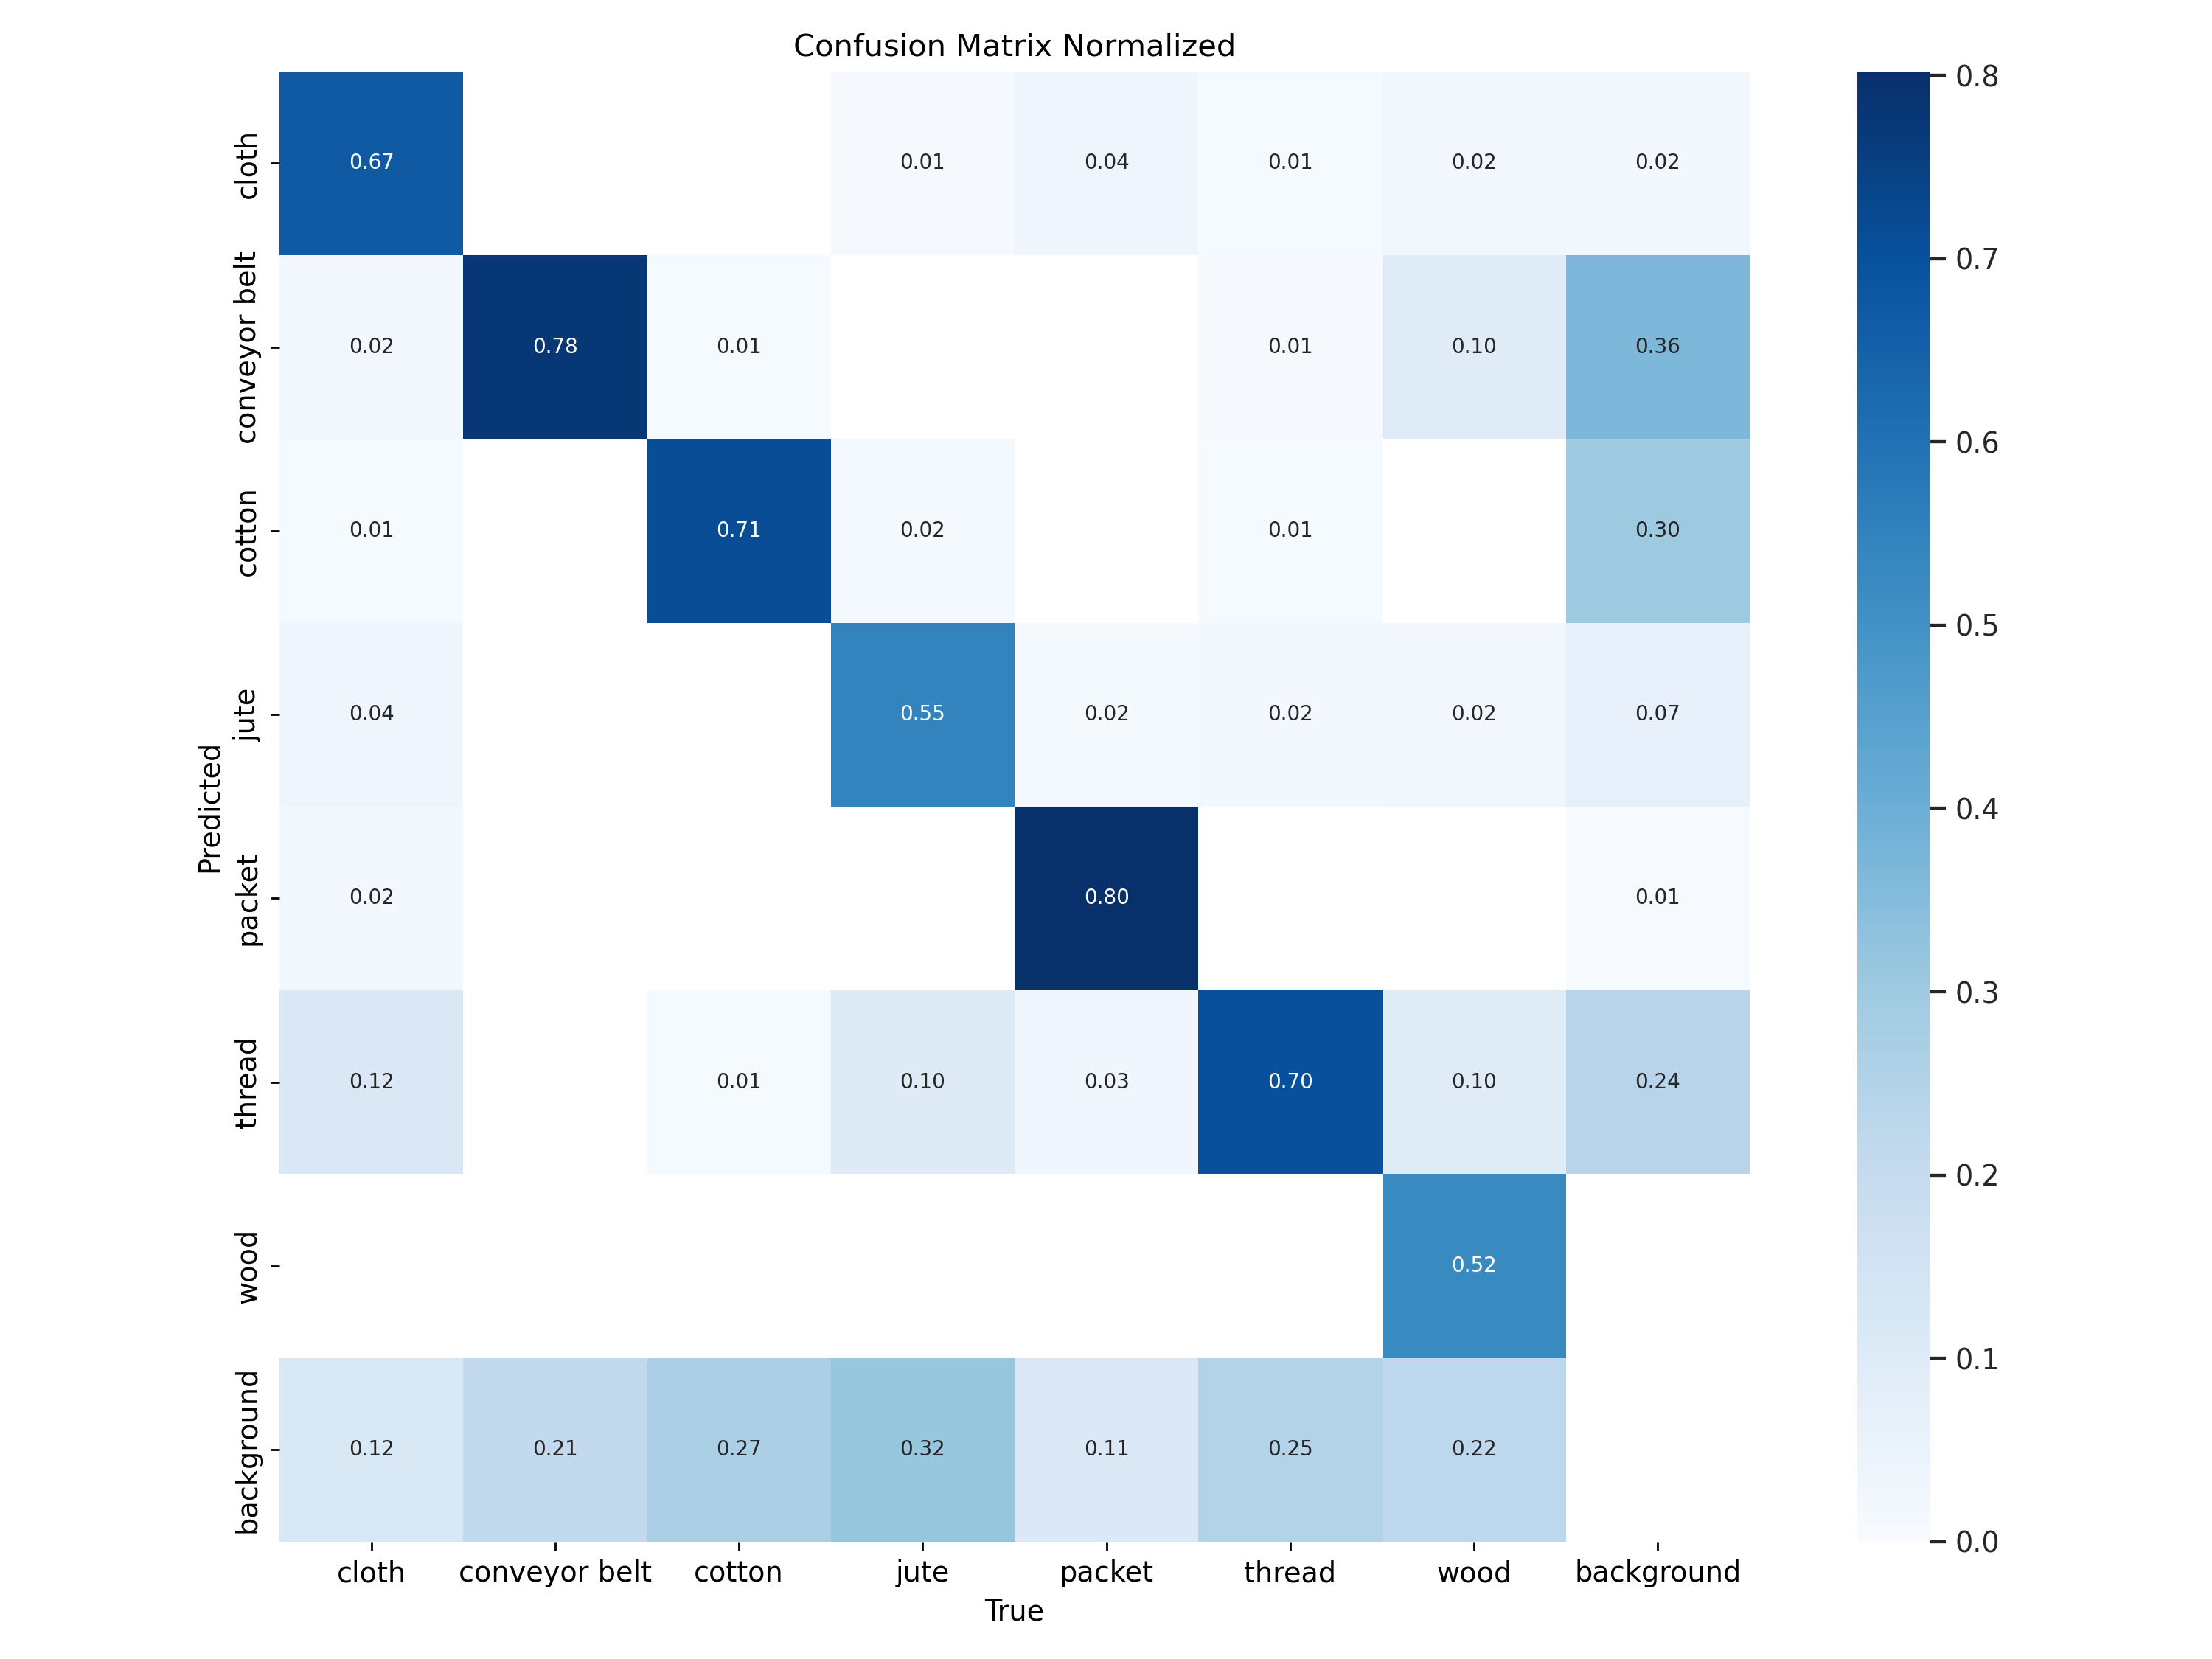 Confusion Matrix Normalized
cloth 0.67 0.01 0.04 0.01 0.02 0.02
conveyor belt 0.02 0.78 0.01 0.01 0.10 0.36
cotton 0.01 0.71 0.02 0.01 0.30
jute 0.04 0.55 0.02 0.02 0.02 0.07
packet 0.02 0.80 0.01
thread 0.12 0.01 0.10 0.03 0.70 0.10 0.24
wood 0.52
background 0.12 0.21 0.27 0.32 0.11 0.25 0.22
Predicted
cloth conveyor belt cotton jute packet thread wood background
True
0.8
0.7
0.6
0.5
0.4
0.3
0.2
0.1
0.0